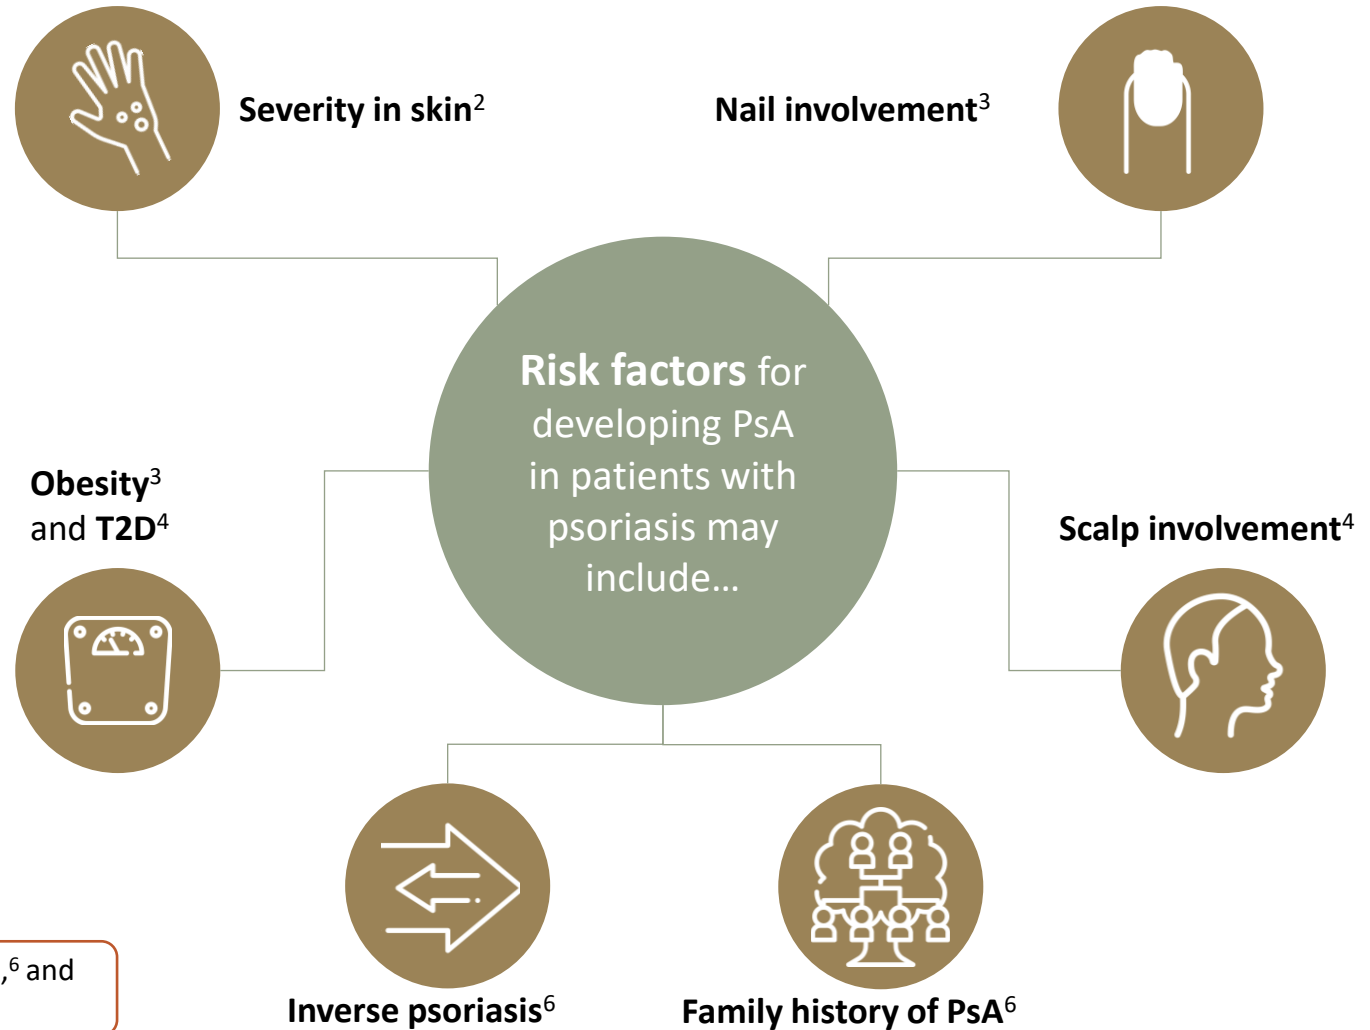 Severity in skin²
Nail involvement³
Risk factors for
developing PsA
in patients with
psoriasis may
include…
Obesity³
and T2D⁴
Scalp involvement⁴
,⁶ and
Inverse psoriasis⁶
Family history of PsA⁶